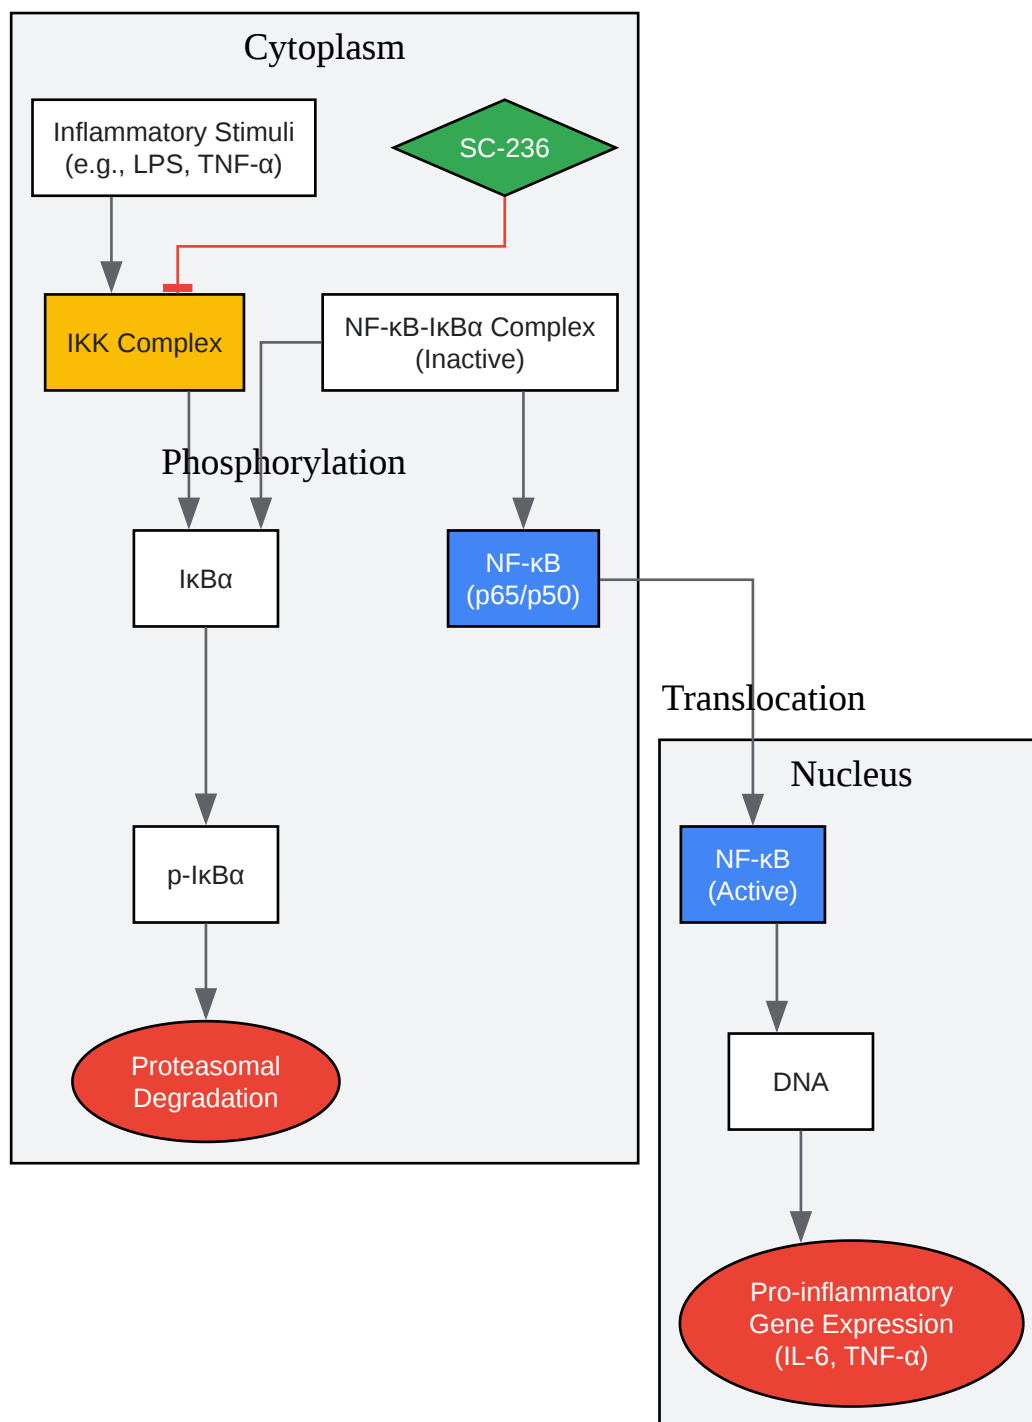 Cytoplasm
Inflammatory Stimuli
(e.g., LPS, TNF-α)
SC-236
IKK Complex
NF-κB-IκBα Complex
(Inactive)
Phosphorylation
IκBα
NF-κB
(p65/p50)
Translocation
Nucleus
p-IκBα
NF-κB
(Active)
Proteasomal
Degradation
DNA
Pro-inflammatory
Gene Expression
(IL-6, TNF-α)